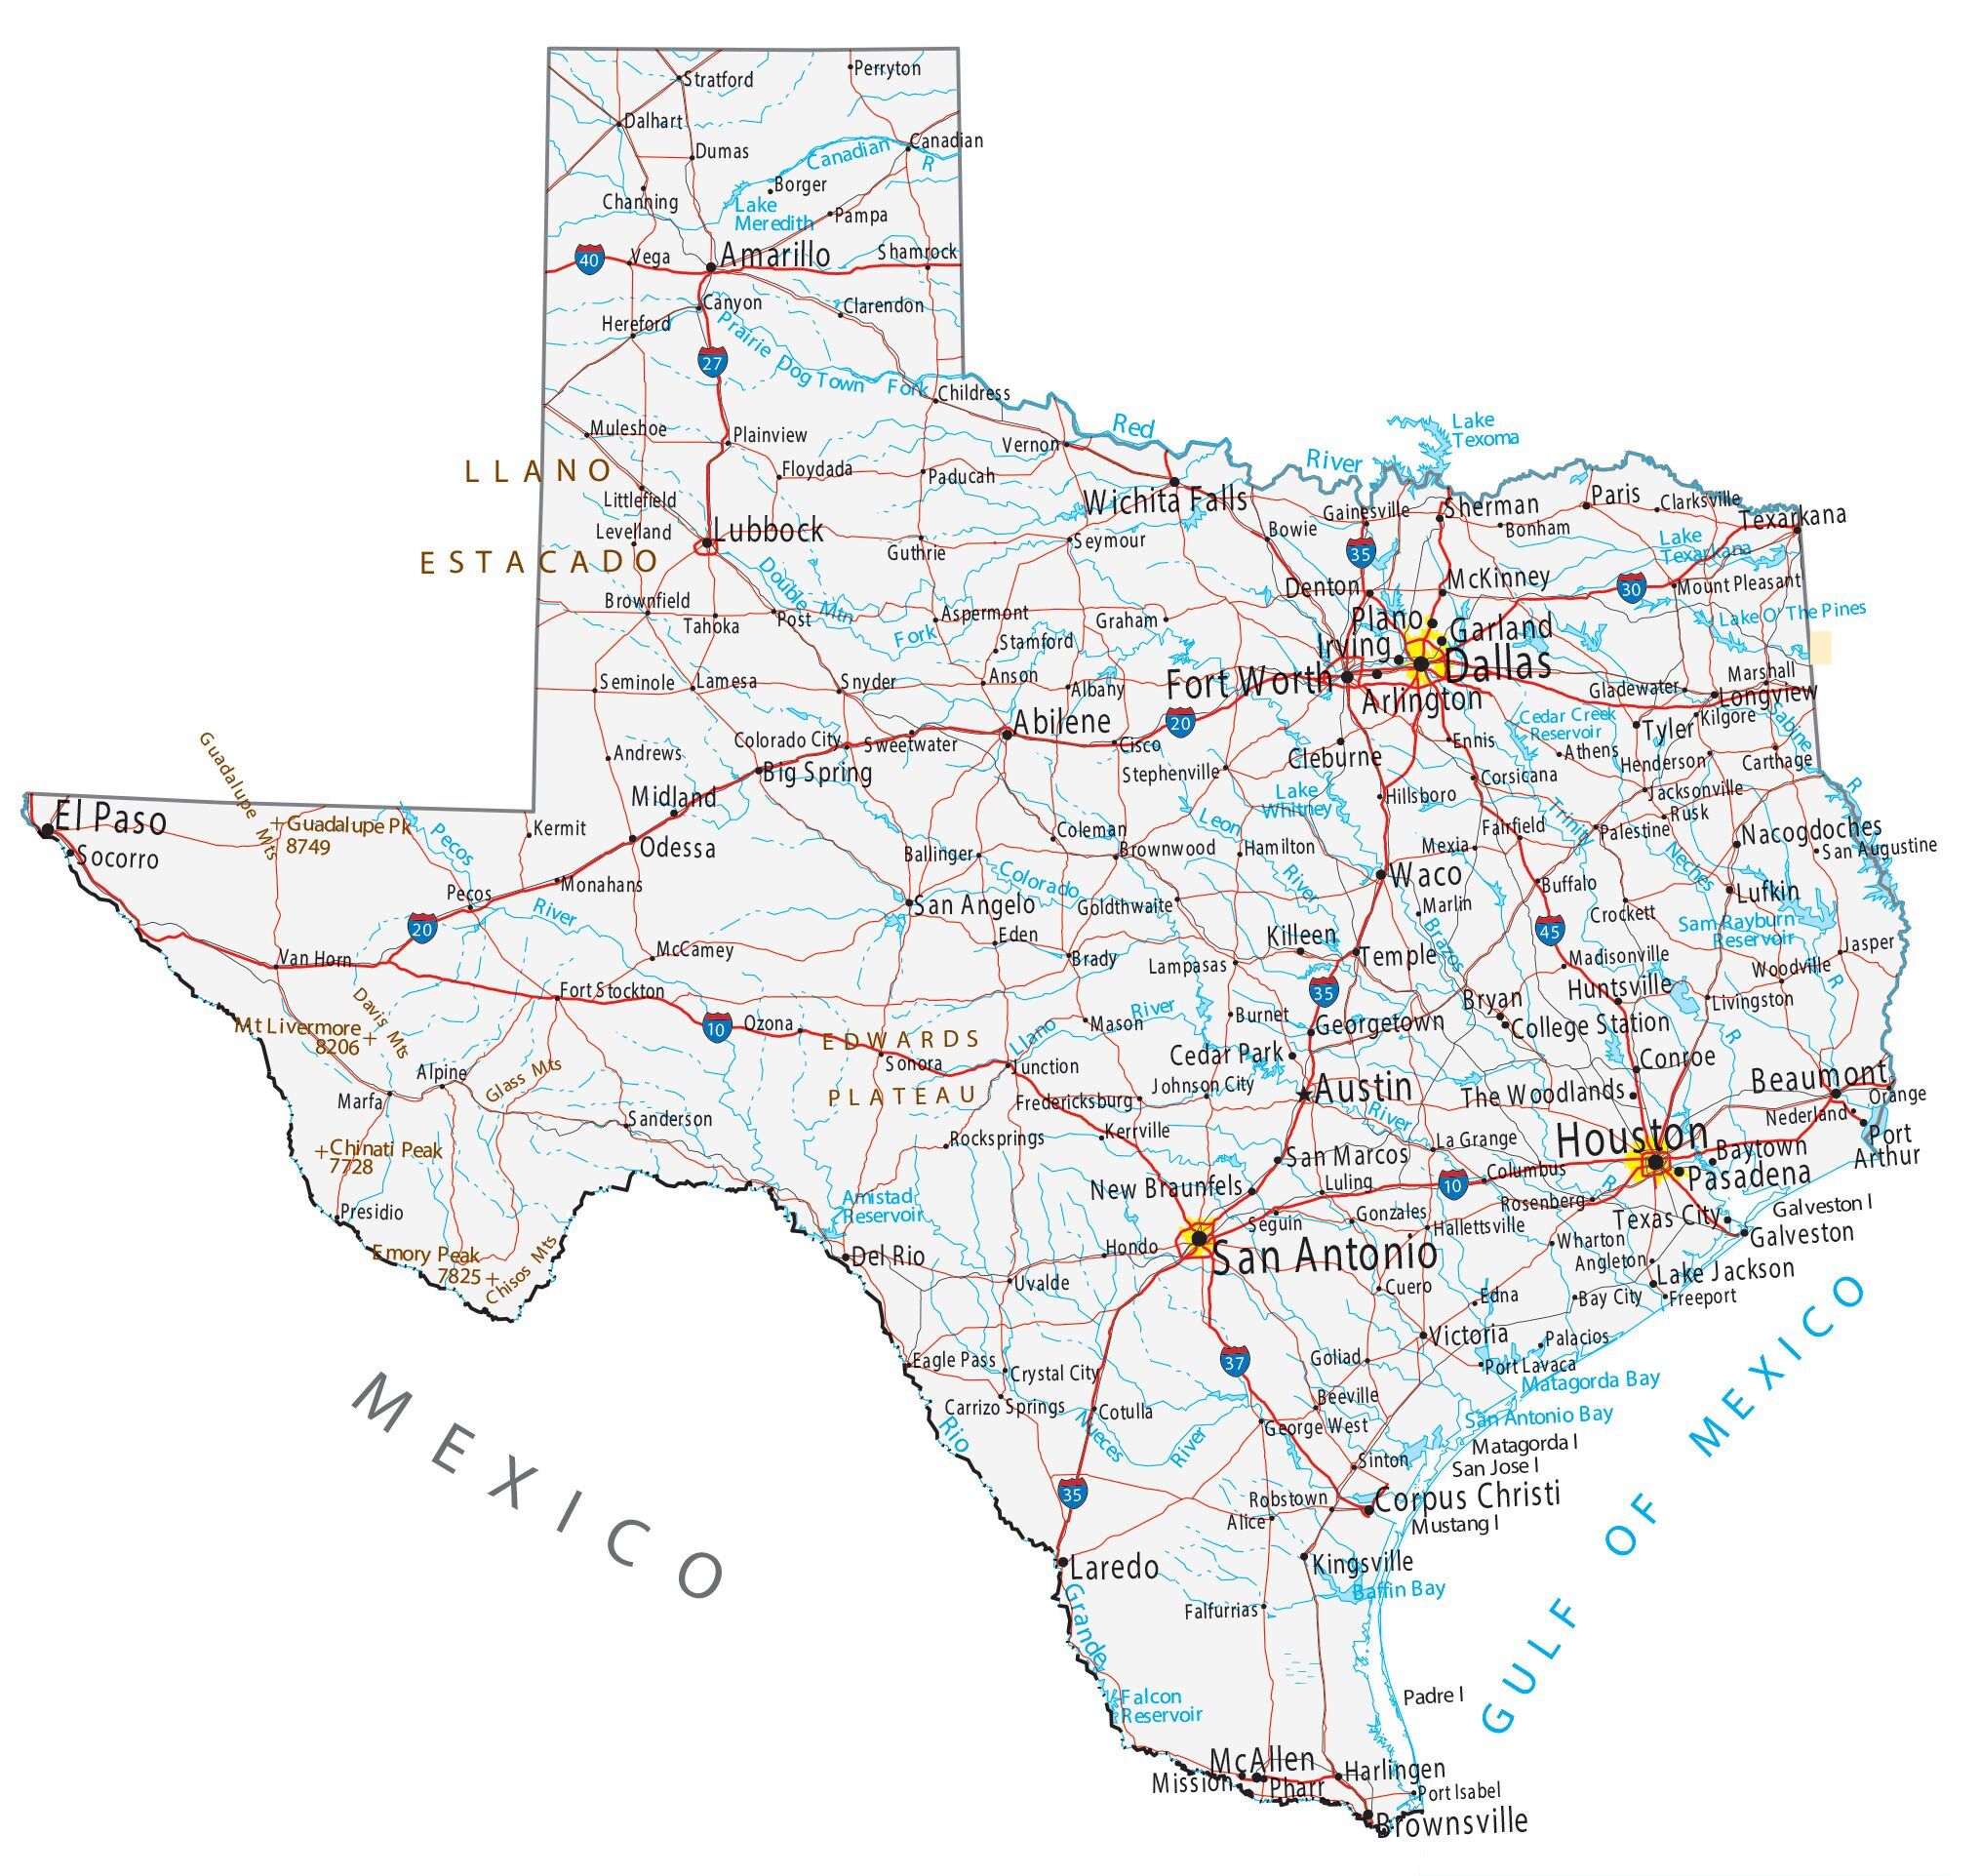 Stratford
Perryton
Dalhart
Dumas
Canadian
Canadian
R
Borger
Channing
Lake
Meredith
Pampa
40
Vega
Amarillo
Shamrock
Canyon
Clarendon
Hereford
Prairie Dog Town Fork
27
Childress
Muleshoe
Plainview
Vernon
Red
River
Lake
Texoma
LLANO
ESTACADO
Floydada
Paducah
Littlefield
Levelland
Lubbock
Guthrie
Seymour
Wichita Falls
Bowie
Gainesville
Sherman
Bonham
Paris
Clarksville
Texarkana
Lake
Texarkana
35
Denton
McKinney
30
Mount Pleasant
Lake O' The Pines
Brownfield
Tahoka
Post
Double Mtn
Fork
Aspermont
Stamford
Graham
Plano
Garland
Irving
Dallas
Fort Worth
Arlington
Seminole
Lamesa
Snyder
Anson
Albany
Gladewater
Marshall
Longview
Kilgore
Tyler
Sabine
R
20
Abilene
Cisco
Andrews
Colorado City
Sweetwater
Big Spring
Stephenville
Cleburne
Ennis
Cedar Creek
Reservoir
Athens
Henderson
Carthage
Corsicana
Jacksonville
Rusk
Midland
Odessa
Kermit
Hillsboro
Lake
Whitney
Leon
River
Trinity
Fairfield
Palestine
Nacogdoches
San Augustine
El Paso
Socorro
Guadalupe Mts
Guadalupe Pk
8749
Pecos
River
Pecos
Monahans
Coleman
Brownwood
Hamilton
Mexia
Ballinger
Colorado
Waco
Buffalo
Neches
R
Lufkin
San Angelo
Goldthwaite
Marlin
Crockett
Sam Rayburn
Reservoir
20
Eden
Killeen
Brazos
45
Jasper
Van Horn
McCamey
Brady
Lampasas
Temple
Madisonville
Woodville
Fort Stockton
35
Bryan
Huntsville
Livingston
Davis Mts
Mt Livermore
8206
10
Ozona
EDWARDS
PLATEAU
Mason
River
Burnet
Georgetown
College Station
R
Llano
Sonora
Junction
Cedar Park
Conroe
Alpine
Glass Mts
Johnson City
Austin
The Woodlands
Beaumont
Marfa
Fredericksburg
River
Orange
Nederland
Port
Arthur
Sanderson
Chinati Peak
7728
Rocksprings
Kerrville
La Grange
Houston
Baytown
Pasadena
San Marcos
Columbus
10
New Braunfels
Luling
Rosenberg
R
Presidio
Amistad
Reservoir
Seguin
Gonzales
Hallettsville
Texas City
Galveston I
Galveston
Emory Peak
7825
Chisos Mts
Del Rio
Hondo
San Antonio
Wharton
Angleton
Lake Jackson
Uvalde
Cuero
Edna
Bay City
Freeport
Victoria
Palacios
Eagle Pass
Crystal City
37
Goliad
Port Lavaca
Matagorda Bay
Carrizo Springs
Cotulla
Beeville
George West
San Antonio Bay
Matagorda I
San Jose I
Rio
Grande
Nueces
River
Sinton
35
Robstown
Alice
Corpus Christi
Mustang I
Laredo
Kingsville
Baffin Bay
Falfurrias
Falcon
Reservoir
Padre I
McAllen
Mission
Pharr
Harlingen
Port Isabel
Brownsville
MEXICO
GULF OF MEXICO